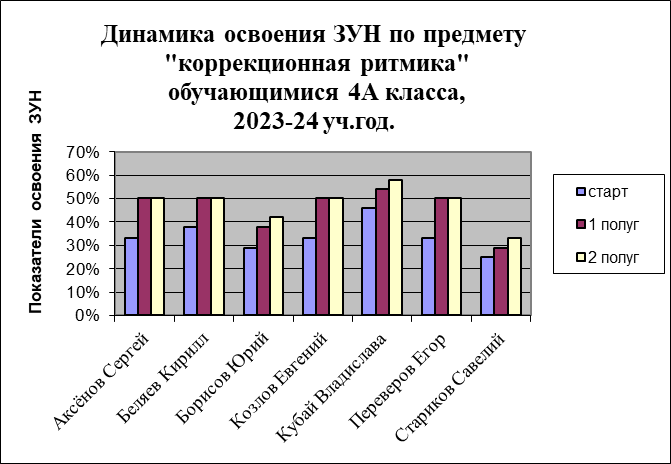 Динамика освоения ЗУН по предмету
"коррекционная ритмика"
обучающимися 4А класса,
2023-24 уч.год.
Показатели освоения ЗУН
70%
60%
50%
40%
30%
20%
10%
0%
Аксёнов Сергей
Беляев Кирилл
Борисов Юрий
Козлов Евгений
Кубай Владислава
Переверов Егор
Стариков Савелий
старт
1 полуг
2 полуг